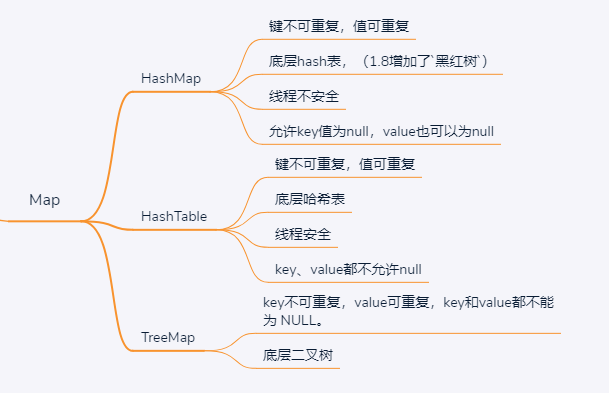 Map
HashMap
键不可重复，值可重复
底层hash表，（1.8增加了`黑红树`）
线程不安全
允许key值为null，value也可以为null
HashTable
键不可重复，值可重复
底层哈希表
线程安全
key、value都不允许null
TreeMap
key不可重复，value可重复，key和value都不能
为 NULL。
底层二叉树